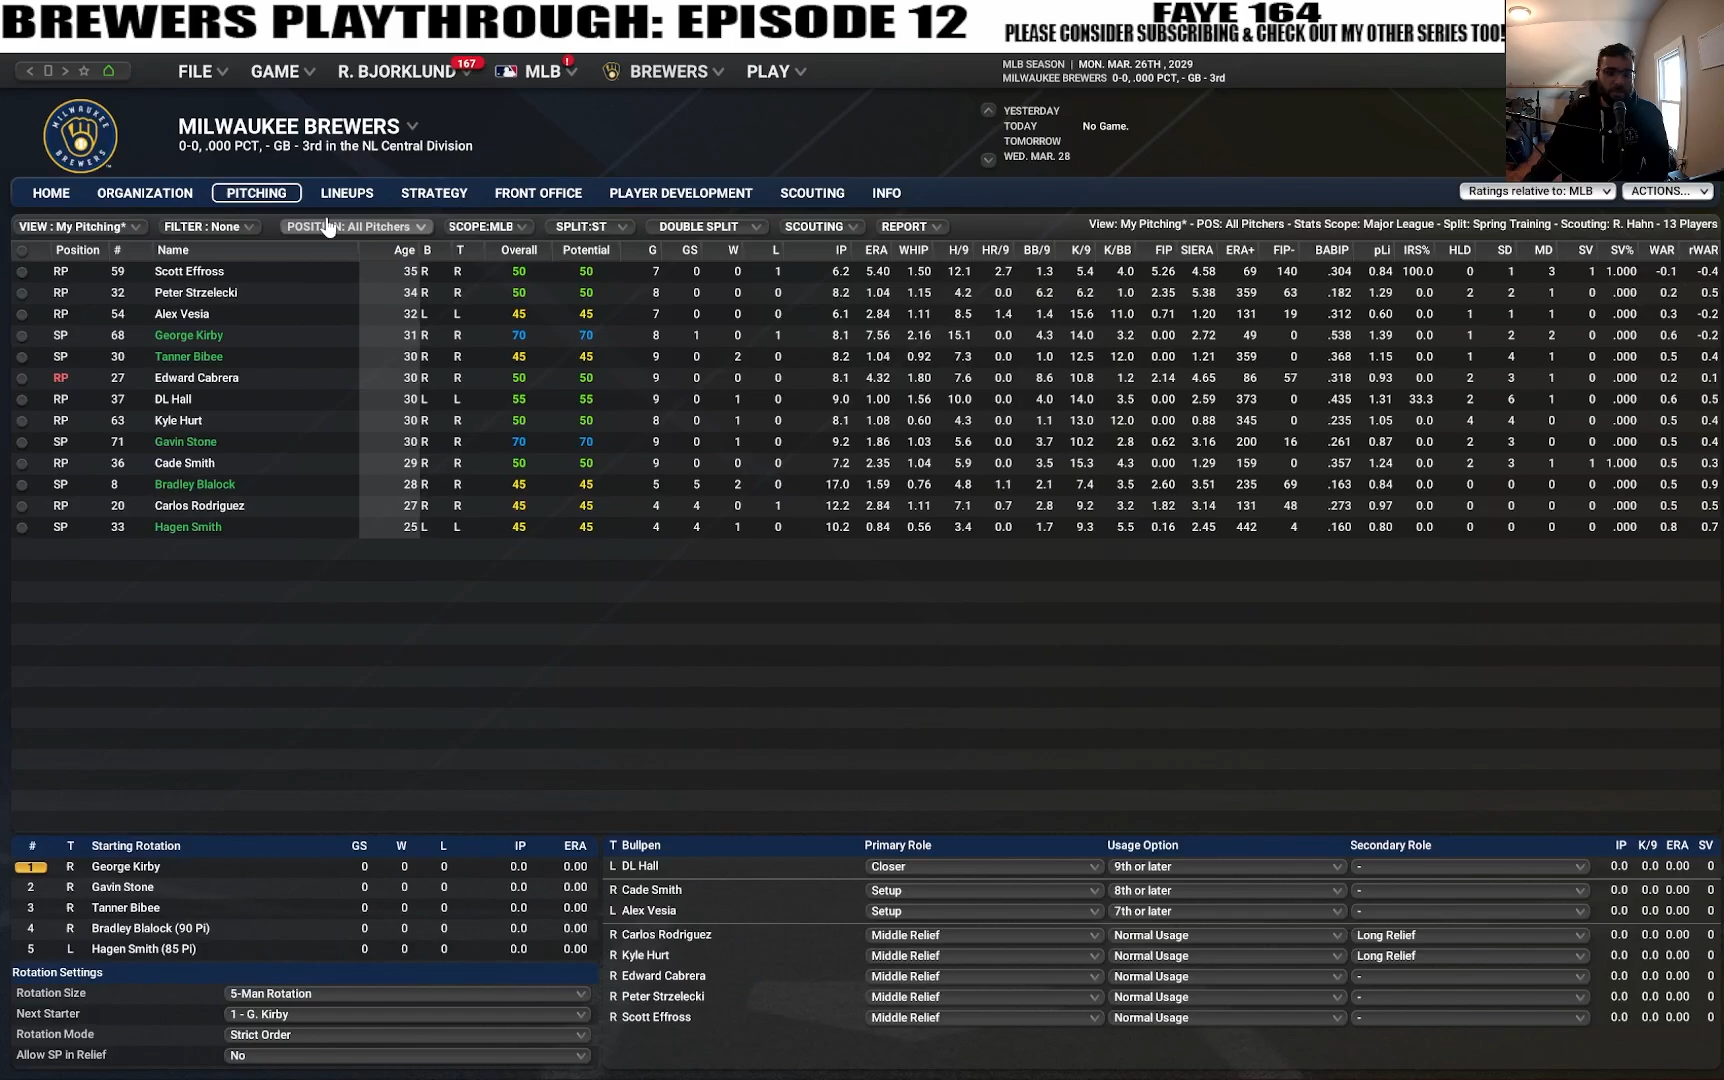 BREWERS PLAYTHROUGH: EPISODE 12
FAYE 164
PLEASE CONSIDER SUBSCRIBING & CHECK OUT MY OTHER SERIES TOO!
FILE GAME R. BJORKLUND 167 MLB ! BREWERS PLAY
MLB SEASON | MON. MAR. 26TH , 2029
MILWAUKEE BREWERS 0-0, .000 PCT, - GB - 3rd
MILWAUKEE BREWERS
0-0, .000 PCT, - GB - 3rd in the NL Central Division
YESTERDAY
TODAY No Game.
TOMORROW
WED. MAR. 28
HOME ORGANIZATION PITCHING LINEUPS STRATEGY FRONT OFFICE PLAYER DEVELOPMENT SCOUTING INFO Ratings relative to: MLB ACTIONS...
VIEW : My Pitching* FILTER : None POSITION: All Pitchers SCOPE:MLB SPLIT:ST DOUBLE SPLIT SCOUTING REPORT View: My Pitching* - POS: All Pitchers - Stats Scope: Major League - Split: Spring Training - Scouting: R. Hahn - 13 Players
Position # Name Age B T Overall Potential G GS W L IP ERA WHIP H/9 HR/9 BB/9 K/9 K/BB FIP SIERA ERA+ FIP- BABIP pLi IRS% HLD SD MD SV SV% WAR rWAR
RP 59 Scott Effross 35 R R 50 50 7 0 0 1 6.2 5.40 1.50 12.1 2.7 1.3 5.4 4.0 5.26 4.58 69 140 .304 0.84 100.0 0 1 3 1 1.000 -0.1 -0.4
RP 32 Peter Strzelecki 34 R R 50 50 8 0 0 0 8.2 1.04 1.15 4.2 0.0 6.2 6.2 1.0 2.35 5.38 359 63 .182 1.29 0.0 2 2 1 0 .000 0.2 0.5
RP 54 Alex Vesia 32 L L 45 45 7 0 0 0 6.1 2.84 1.11 8.5 1.4 1.4 15.6 11.0 0.71 1.20 131 19 .312 0.60 0.0 1 1 1 0 .000 0.3 -0.2
SP 68 George Kirby 31 R R 70 70 8 1 0 1 8.1 7.56 2.16 15.1 0.0 4.3 14.0 3.2 0.00 2.72 49 0 .538 1.39 0.0 1 2 2 0 .000 0.6 -0.2
SP 30 Tanner Bibee 30 R R 45 45 9 0 2 0 8.2 1.04 0.92 7.3 0.0 1.0 12.5 12.0 0.00 1.21 359 0 .368 1.15 0.0 1 4 1 0 .000 0.5 0.4
RP 27 Edward Cabrera 30 R R 50 50 9 0 0 0 8.1 4.32 1.80 7.6 0.0 8.6 10.8 1.2 2.14 4.65 86 57 .318 0.93 0.0 2 3 1 0 .000 0.2 0.1
RP 37 DL Hall 30 L L 55 55 9 0 1 0 9.0 1.00 1.56 10.0 0.0 4.0 14.0 3.5 0.00 2.59 373 0 .435 1.31 33.3 2 6 1 0 .000 0.6 0.5
RP 63 Kyle Hurt 30 R R 50 50 8 0 1 0 8.1 1.08 0.60 4.3 0.0 1.1 13.0 12.0 0.00 0.88 345 0 .235 1.05 0.0 4 4 0 0 .000 0.5 0.4
SP 71 Gavin Stone 30 R R 70 70 9 0 1 0 9.2 1.86 1.03 5.6 0.0 3.7 10.2 2.8 0.62 3.16 200 16 .261 0.87 0.0 2 3 0 0 .000 0.5 0.4
RP 36 Cade Smith 29 R R 50 50 9 0 0 0 7.2 2.35 1.04 5.9 0.0 3.5 15.3 4.3 0.00 1.29 159 0 .357 1.24 0.0 2 3 1 1 1.000 0.5 0.3
SP 8 Bradley Blalock 28 R R 45 45 5 5 2 0 17.0 1.59 0.76 4.8 1.1 2.1 7.4 3.5 2.60 3.51 235 69 .163 0.84 0.0 0 0 0 0 .000 0.5 0.9
RP 20 Carlos Rodriguez 27 R R 45 45 4 4 0 1 12.2 2.84 1.11 7.1 0.7 2.8 9.2 3.2 1.82 3.14 131 48 .273 0.97 0.0 0 0 0 0 .000 0.5 0.5
SP 33 Hagen Smith 25 L L 45 45 4 4 1 0 10.2 0.84 0.56 3.4 0.0 1.7 9.3 5.5 0.16 2.45 442 4 .160 0.80 0.0 0 0 0 0 .000 0.8 0.7
# T Starting Rotation GS W L IP ERA
1 R George Kirby 0 0 0 0.0 0.00
2 R Gavin Stone 0 0 0 0.0 0.00
3 R Tanner Bibee 0 0 0 0.0 0.00
4 R Bradley Blalock (90 Pi) 0 0 0 0.0 0.00
5 L Hagen Smith (85 Pi) 0 0 0 0.0 0.00
Rotation Settings
Rotation Size 5-Man Rotation
Next Starter 1 - G. Kirby
Rotation Mode Strict Order
Allow SP in Relief No
T Bullpen Primary Role Usage Option Secondary Role IP K/9 ERA SV
L DL Hall Closer 9th or later - 0.0 0.0 0.00 0
R Cade Smith Setup 8th or later - 0.0 0.0 0.00 0
L Alex Vesia Setup 7th or later - 0.0 0.0 0.00 0
R Carlos Rodriguez Middle Relief Normal Usage Long Relief 0.0 0.0 0.00 0
R Kyle Hurt Middle Relief Normal Usage Long Relief 0.0 0.0 0.00 0
R Edward Cabrera Middle Relief Normal Usage - 0.0 0.0 0.00 0
R Peter Strzelecki Middle Relief Normal Usage - 0.0 0.0 0.00 0
R Scott Effross Middle Relief Normal Usage - 0.0 0.0 0.00 0